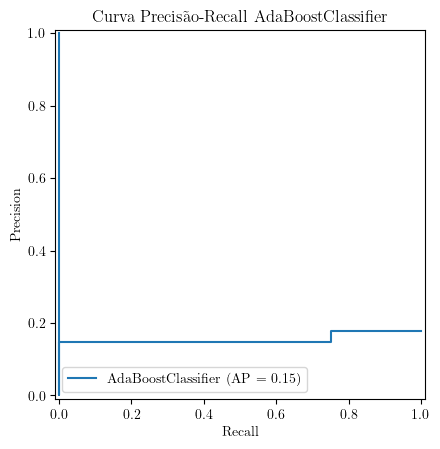 Curva Precisão-Recall AdaBoostClassifier
1.0
0.8
0.6
0.4
0.2
0.0
Precision
AdaBoostClassifier (AP = 0.15)
0.0 0.2 0.4 0.6 0.8 1.0
Recall